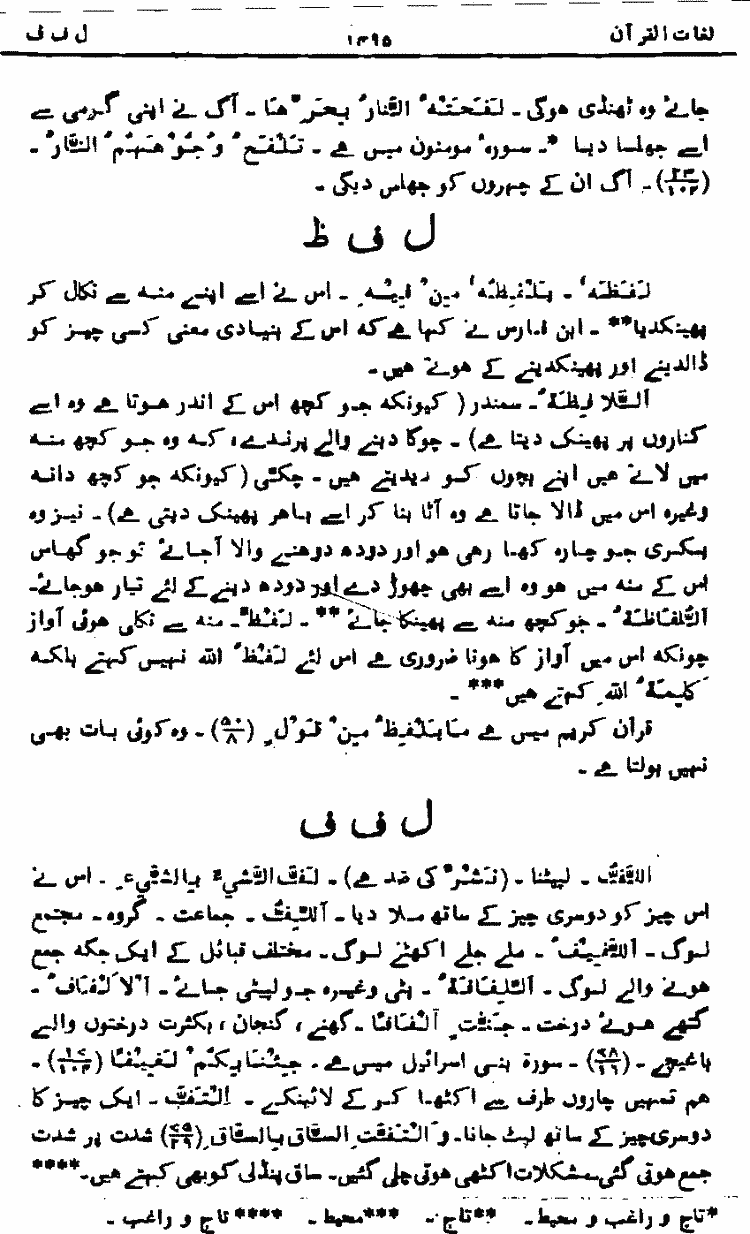 لغات القرآن ۱۴۹۵ ل ف ف
جائے وہ ٹھنڈی ہوگی ۔ لَفَحَتْہُ النَّارُ بِحَرِّھَا ۔ آگ نے اپنی گرمی سے
اسے جھلسا دیا *۔ سورۂ مومنون میں ہے ۔ تَلْفَحُ وُجُوْھَہُمُ النَّارُ ۔
(۲۳/۱۰۴)۔ آگ ان کے چہروں کو جھلس دیگی ۔
ل ف ظ
لَفَظَہٗ ۔ یَلْفِظُہٗ مِنْ فِیْہِ ۔ اس نے اسے اپنے منہ سے نکال کر
پھینکدیا** ۔ ابن فارس نے کہا ہے کہ اس کے بنیادی معنی کسی چیز کو
ڈالدینے اور پھینکدینے کے ہوتے ہیں۔
اَللَّافِظَۃُ ۔ سمندر ( کیونکہ جو کچھ اس کے اندر ہوتا ہے وہ اسے
کناروں پر پھینک دیتا ہے) ۔ چوگا دینے والے پرندے، کہ وہ جو کچھ منہ
میں لاتے ہیں اپنے بچوں کو دیدیتے ہیں ۔ چکّی (کیونکہ جو کچھ دانہ
وغیرہ اس میں ڈالا جاتا ہے وہ آٹا بنا کر اسے باہر پھینک دیتی ہے) ۔ نیز وہ
بکری جو چارہ کھا رہی ہو اور دودھ دوھنے والا آجائے تو جو گھاس
اس کے منہ میں ہو وہ اسے بھی چھوڑ دے اور دودھ دینے کے لئے تیار ہوجائے۔
اَللُّفَاظَۃُ ۔ جو کچھ منہ سے پھینکا جائے ** ۔ لَفْظٌ۔ منہ سے نکلی ہوئی آواز
چونکہ اس میں آواز کا ہونا ضروری ہے اس لئے لَفْظُ اللہ نہیں کہتے بلکہ
کَلِمَۃُ اللہِ کہتے ہیں*** ۔
قرآن کریم میں ہے مَا یَلْفِظُ مِنْ قَوْلٍ (۵۰/۱۸) ۔ وہ کوئی بات بھی
نہیں بولتا ہے ۔
ل ف ف
اَللَّفُّ ۔ لپیٹنا ۔ (نَشْرٌ کی ضد ہے) ۔ لَفَّ الشَّیْءَ بِالشَّیْءِ ۔ اس نے
اس چیز کو دوسری چیز کے ساتھ ملا دیا ۔ اَللِّفُّ ۔ جماعت ۔ گروہ ۔ مجتمع
لوگ ۔ اَللَّفِیْفُ ۔ ملے جلے اکھٹے لوگ ۔ مختلف قبائل کے ایک جگہ جمع
ہونے والے لوگ ۔ اَللِّفَافَۃُ ۔ پٹی وغیرہ جو لپیٹی جائے ۔ اَلْاَلْفَافُ ۔
گتھے ہوئے درخت ۔ جَنّٰتٍ اَلْفَافًا ۔ گھنے ، گنجان ، بکثرت درختوں والے
باغیچے ۔ (۷۸/۱۶) ۔ سورۃ بنی اسرائیل میں ہے ۔ جِئْنَا بِکُمْ لَفِیْفًا (۱۷/۱۰۴) ۔
ہم تمہیں چاروں طرف سے اکٹھا کر کے لائینگے ۔ اِلْتَفَّ ۔ ایک چیز کا
دوسری چیز کے ساتھ لپٹ جانا۔ وَ الْتَفَّتِ السَّاقُ بِالسَّاقِ (۷۵/۲۹) شدت پر شدت
جمع ہوتی گئی۔ مشکلات اکٹھی ہوتی چلی گئیں۔ ساق پنڈلی کو بھی کہتے ہیں۔****
*تاج و راغب و محیط ۔ **تاج ۔ ***محیط ۔ ****تاج و راغب ۔